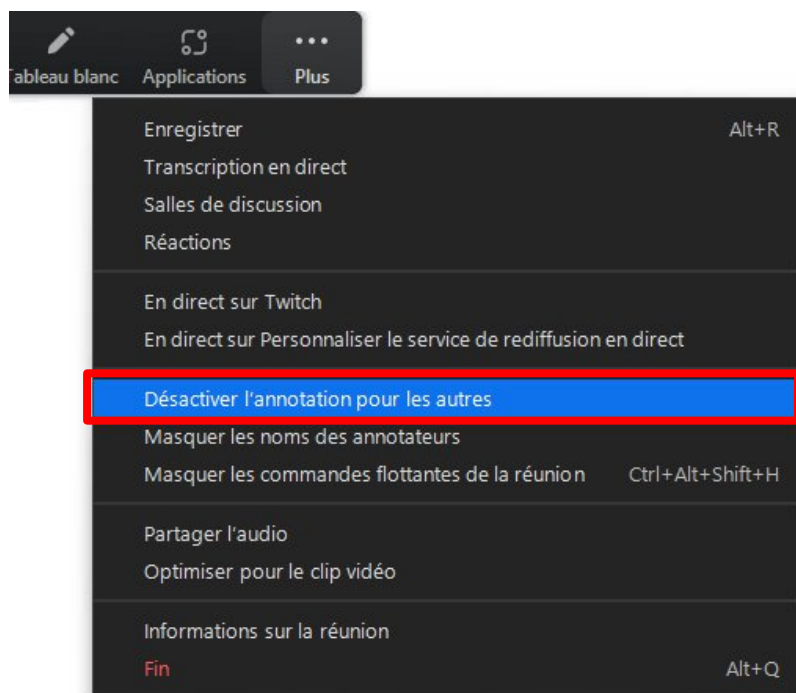 ableau blanc Applications Plus
Enregistrer Alt+R
Transcription en direct
Salles de discussion
Réactions
En direct sur Twitch
En direct sur Personnaliser le service de rediffusion en direct
Désactiver l'annotation pour les autres
Masquer les noms des annotateurs
Masquer les commandes flottantes de la réunion Ctrl+Alt+Shift+H
Partager l'audio
Optimiser pour le clip vidéo
Informations sur la réunion
Fin Alt+Q